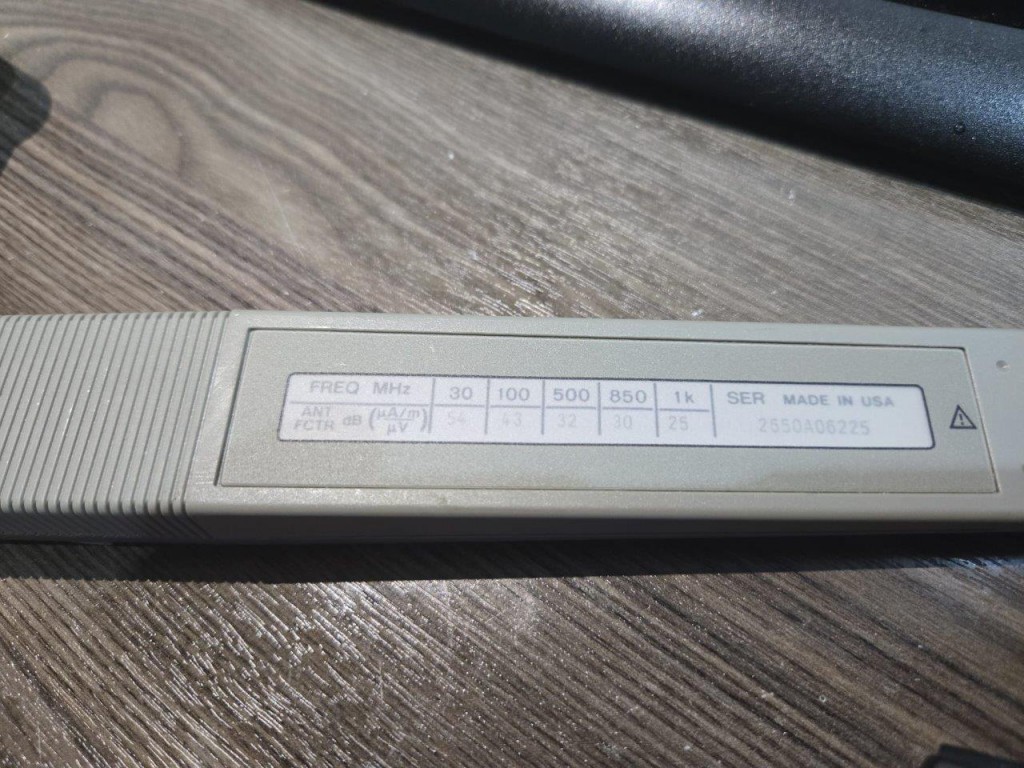 FREQ MHz 30 100 500 850 1k SER MADE IN USA
ANT FCTR dB (µA/m / µV) 54 43 32 30 25 2650A06225